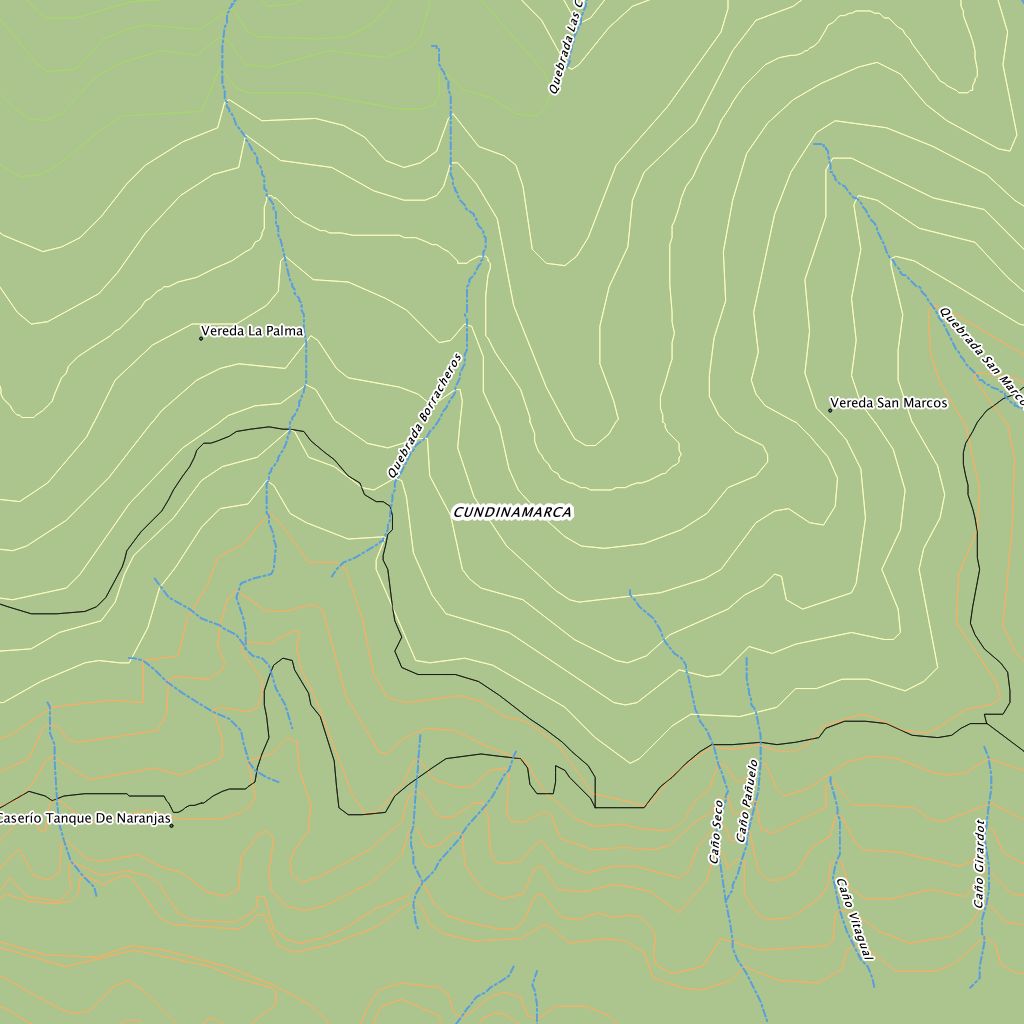 Quebrada Las C
Vereda La Palma
Quebrada San Marco
Quebrada Borracheros
Vereda San Marcos
CUNDINAMARCA
Caño Pañuelo
Caño Seco
Caserío Tanque De Naranjas
Caño Girardot
Caño Vitagual